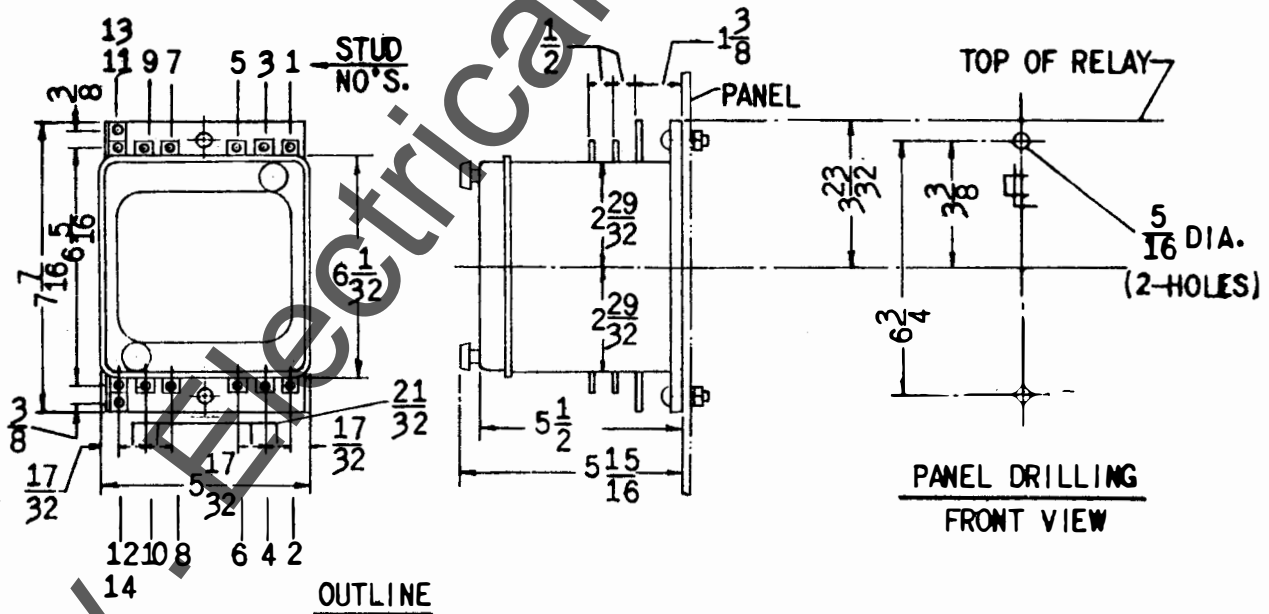 13
11 9 7 5 3 1
STUD
NO'S.
3/8
7 7/16
6 5/16
6 1/32
3/8
17/32
21/32
17/32
5 17/32
12 10 8 6 4 2
14
OUTLINE
1/2
1 3/8
PANEL
2 29/32
2 29/32
5 1/2
5 15/16
TOP OF RELAY
3 23/32
3 3/8
6 3/4
5/16 DIA.
(2-HOLES)
PANEL DRILLING
FRONT VIEW
Electrical